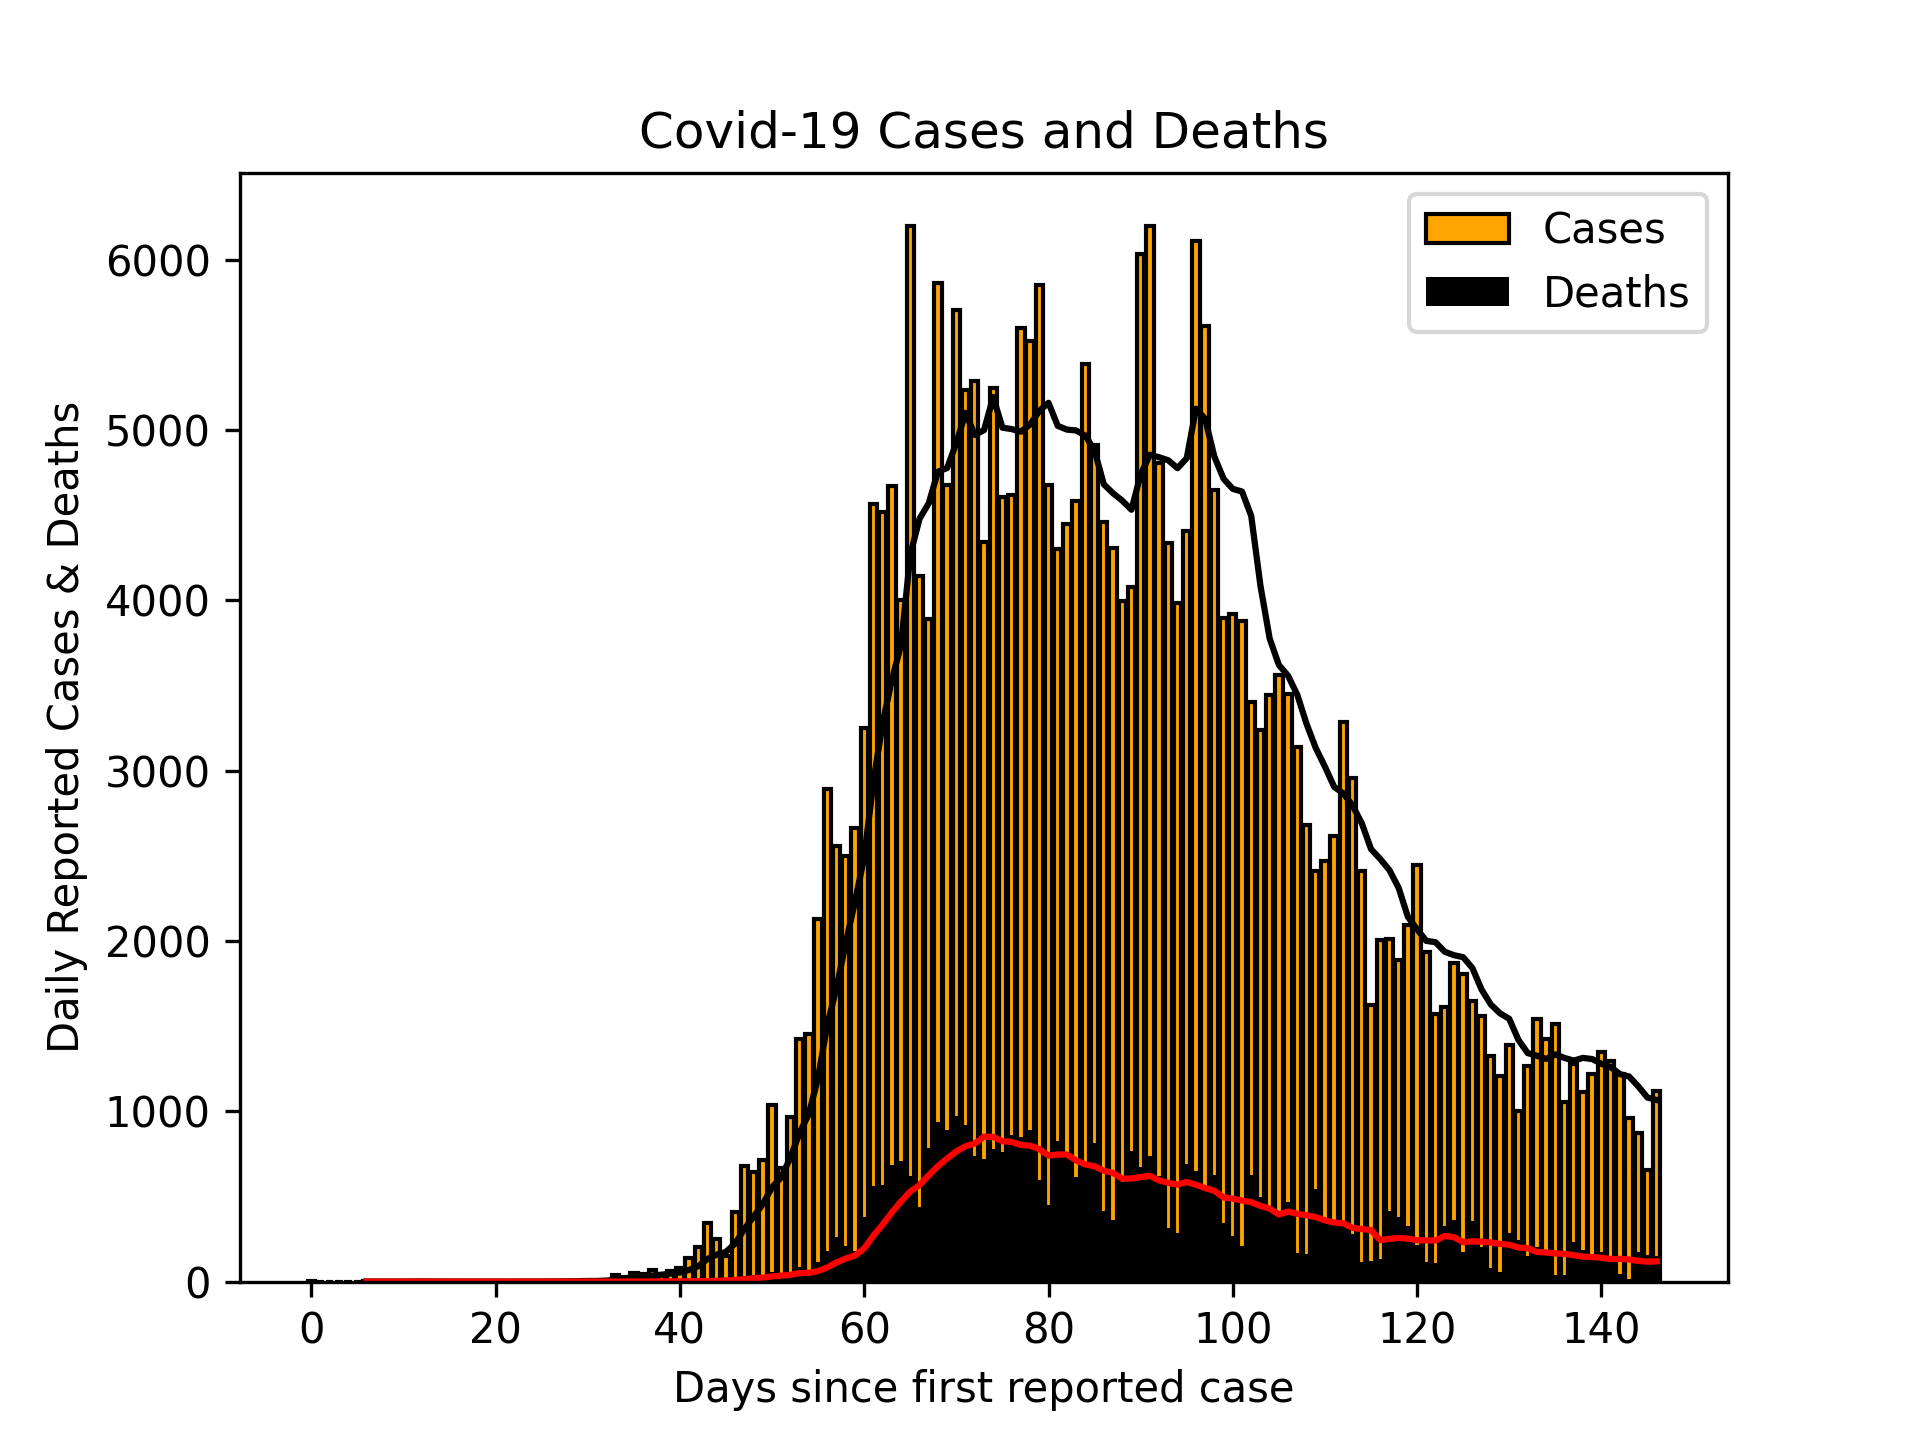 Covid-19 Cases and Deaths
Cases
Deaths
Daily Reported Cases & Deaths
6000
5000
4000
3000
2000
1000
0
0 20 40 60 80 100 120 140
Days since first reported case